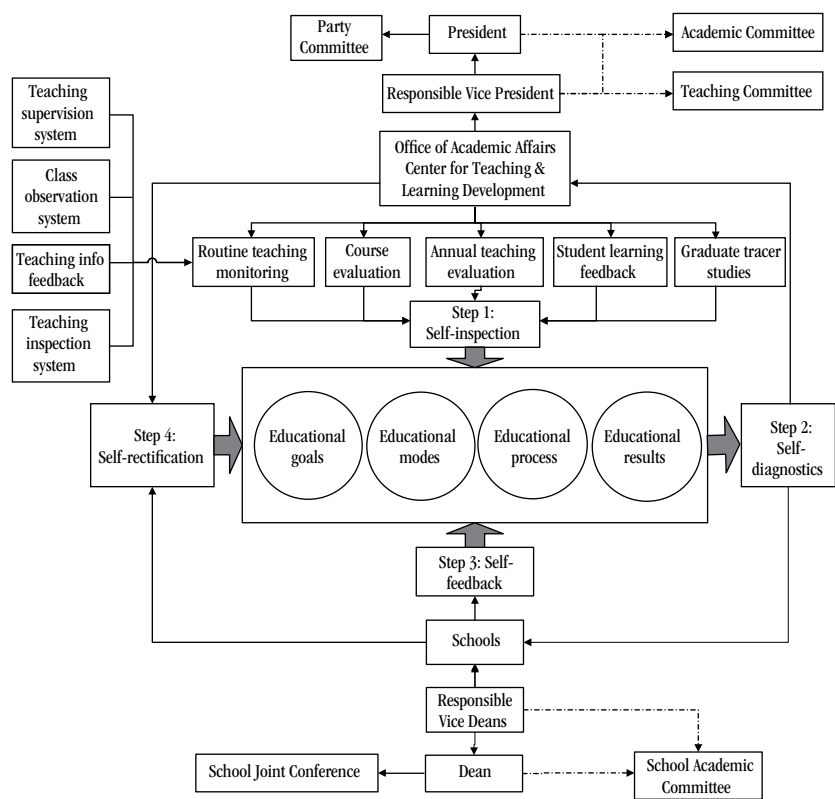 Party
Committee
President
Academic Committee
Responsible Vice President
Teaching Committee
Teaching
supervision
system
Office of Academic Affairs
Center for Teaching &
Learning Development
Class
observation
system
Teaching info
feedback
Routine teaching
monitoring
Course
evaluation
Annual teaching
evaluation
Student learning
feedback
Graduate tracer
studies
Teaching
inspection
system
Step 1:
Self-inspection
Step 4:
Self-rectification
Educational
goals
Educational
modes
Educational
process
Educational
results
Step 2:
Self-
diagnostics
Step 3: Self-
feedback
Schools
Responsible
Vice Deans
School Joint Conference
Dean
School Academic
Committee